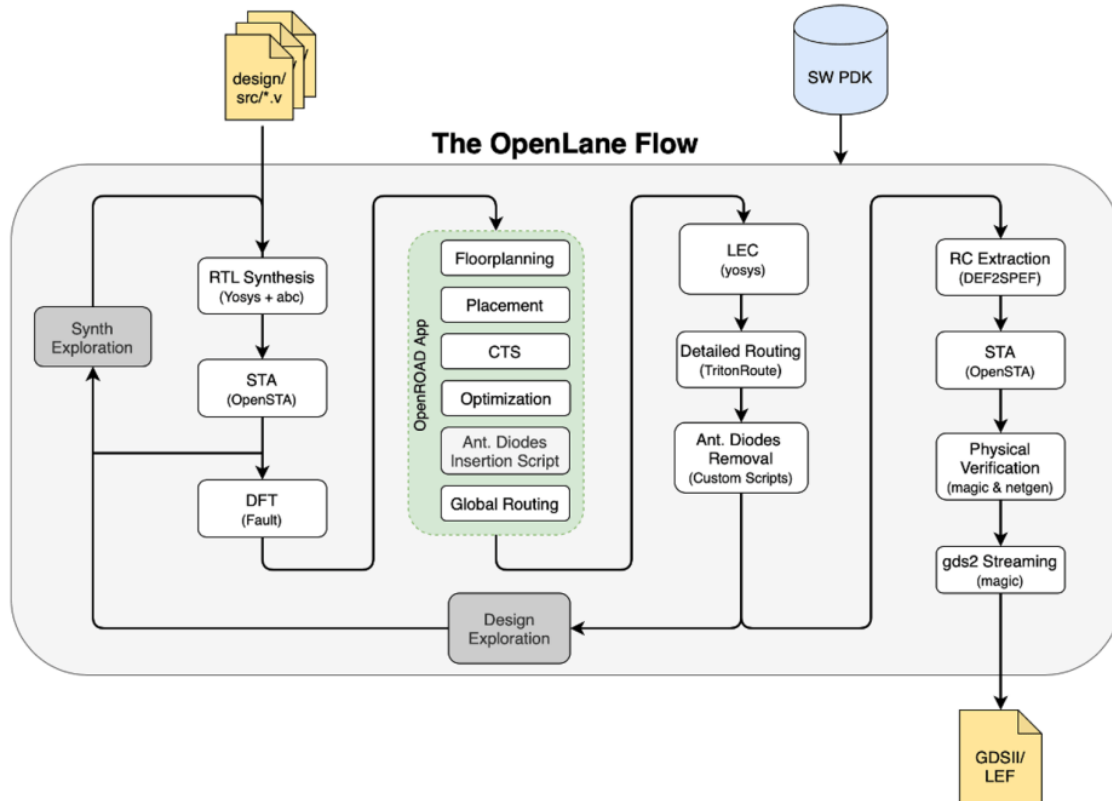 design/
src/*.v
SW PDK
The OpenLane Flow
RTL Synthesis
(Yosys + abc)
Synth
Exploration
STA
(OpenSTA)
DFT
(Fault)
OpenROAD App
Floorplanning
Placement
CTS
Optimization
Ant. Diodes
Insertion Script
Global Routing
LEC
(yosys)
Detailed Routing
(TritonRoute)
Ant. Diodes
Removal
(Custom Scripts)
Design
Exploration
RC Extraction
(DEF2SPEF)
STA
(OpenSTA)
Physical
Verification
(magic & netgen)
gds2 Streaming
(magic)
GDSII/
LEF